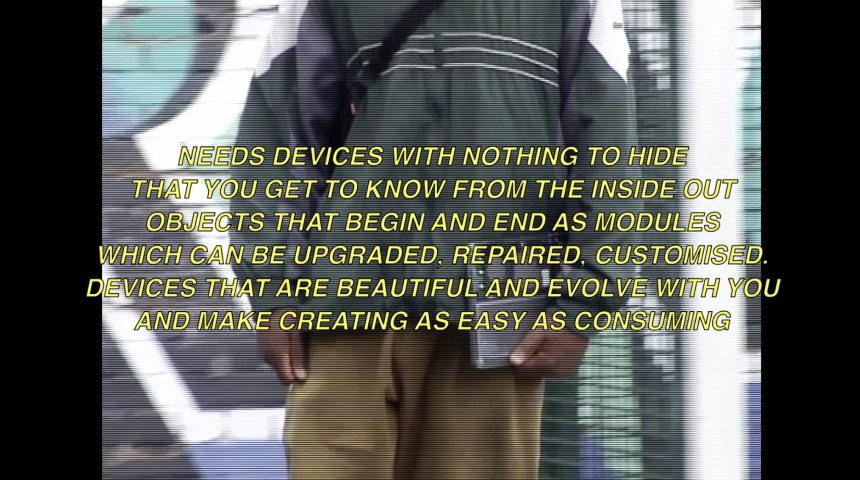 NEEDS DEVICES WITH NOTHING TO HIDE
THAT YOU GET TO KNOW FROM THE INSIDE OUT
OBJECTS THAT BEGIN AND END AS MODULES
WHICH CAN BE UPGRADED, REPAIRED, CUSTOMISED.
DEVICES THAT ARE BEAUTIFUL AND EVOLVE WITH YOU
AND MAKE CREATING AS EASY AS CONSUMING